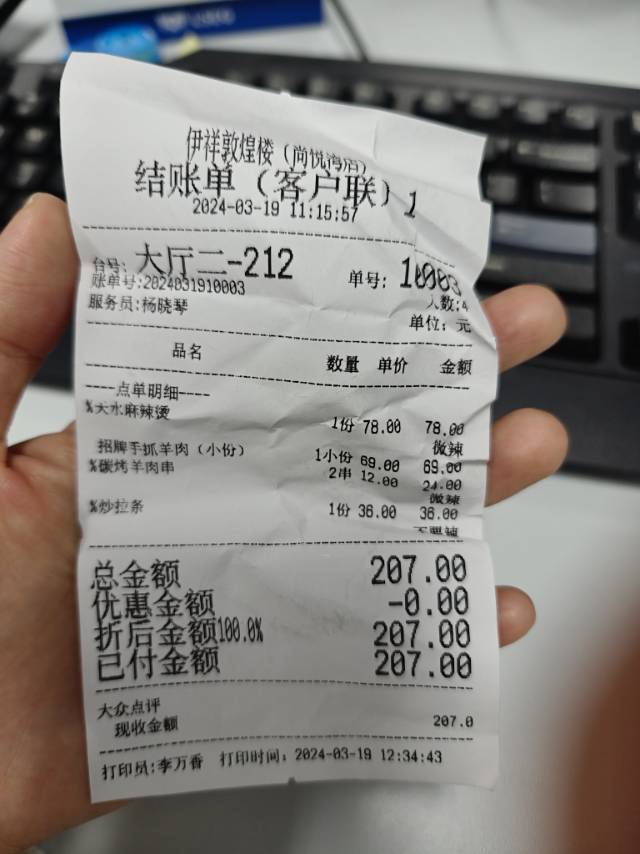 伊祥敦煌楼（尚悦湾店）
结账单（客户联）1
2024-03-19 11:15:57
台号：大厅二-212 单号：10003
账单号:2024031910003 人数:4
服务员:杨晓琴 单位：元
品名 数量 单价 金额
----点单明细----
%天水麻辣烫 1份 78.00 78.00
微辣
招牌手抓羊肉（小份） 1小份 69.00 69.00
%碳烤羊肉串 2串 12.00 24.00
微辣
%炒拉条 1份 36.00 36.00
不要辣
总金额 207.00
优惠金额 -0.00
折后金额100.0% 207.00
已付金额 207.00
大众点评
现收金额 207.0
打印员:李万香 打印时间：2024-03-19 12:34:43